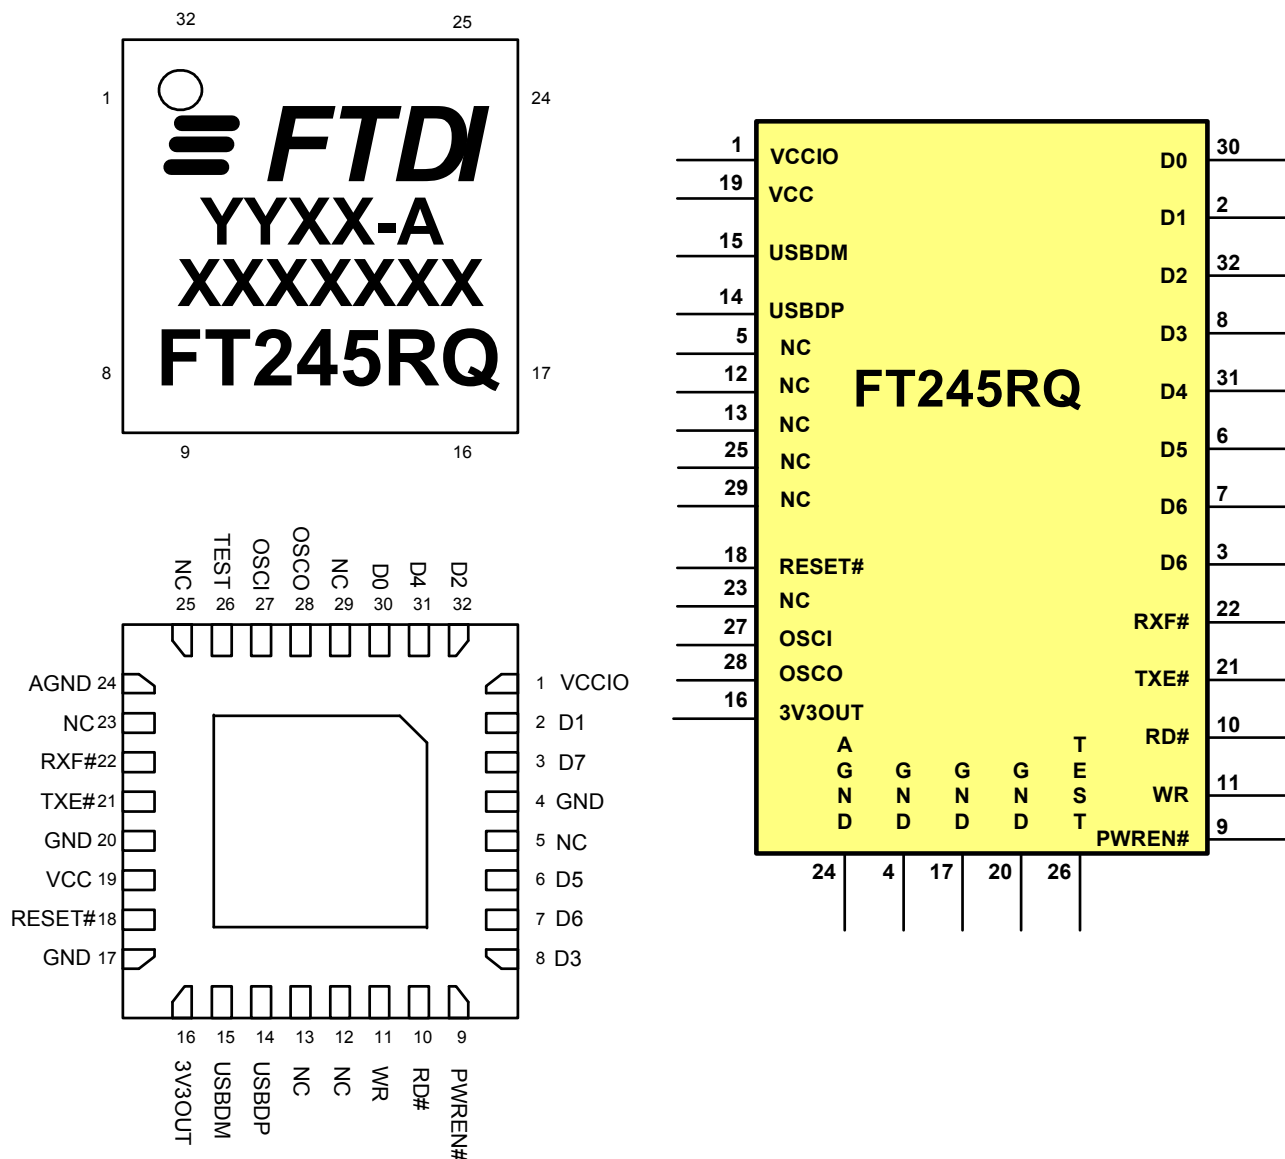 32 25
1 24
FTDI
YYXX-A
XXXXXXX
FT245RQ
8 17
9 16
NC TEST OSCI OSCO NC D0 D4 D2
25 26 27 28 29 30 31 32
AGND 24 1 VCCIO
NC 23 2 D1
RXF# 22 3 D7
TXE# 21 4 GND
GND 20 5 NC
VCC 19 6 D5
RESET# 18 7 D6
GND 17 8 D3
16 15 14 13 12 11 10 9
3V3OUT USBDM USBDP NC NC WR RD# PWREN#
1 VCCIO D0 30
19 VCC
D1 2
15 USBDM
D2 32
14 USBDP
D3 8
5 NC
12 NC
FT245RQ
D4 31
13 NC
25 NC
D5 6
29 NC
D6 7
18 RESET#
D6 3
23 NC
RXF# 22
27 OSCI
28 OSCO
TXE# 21
16 3V3OUT
RD# 10
WR 11
PWREN# 9
AGND GND GND GND TEST
24 4 17 20 26